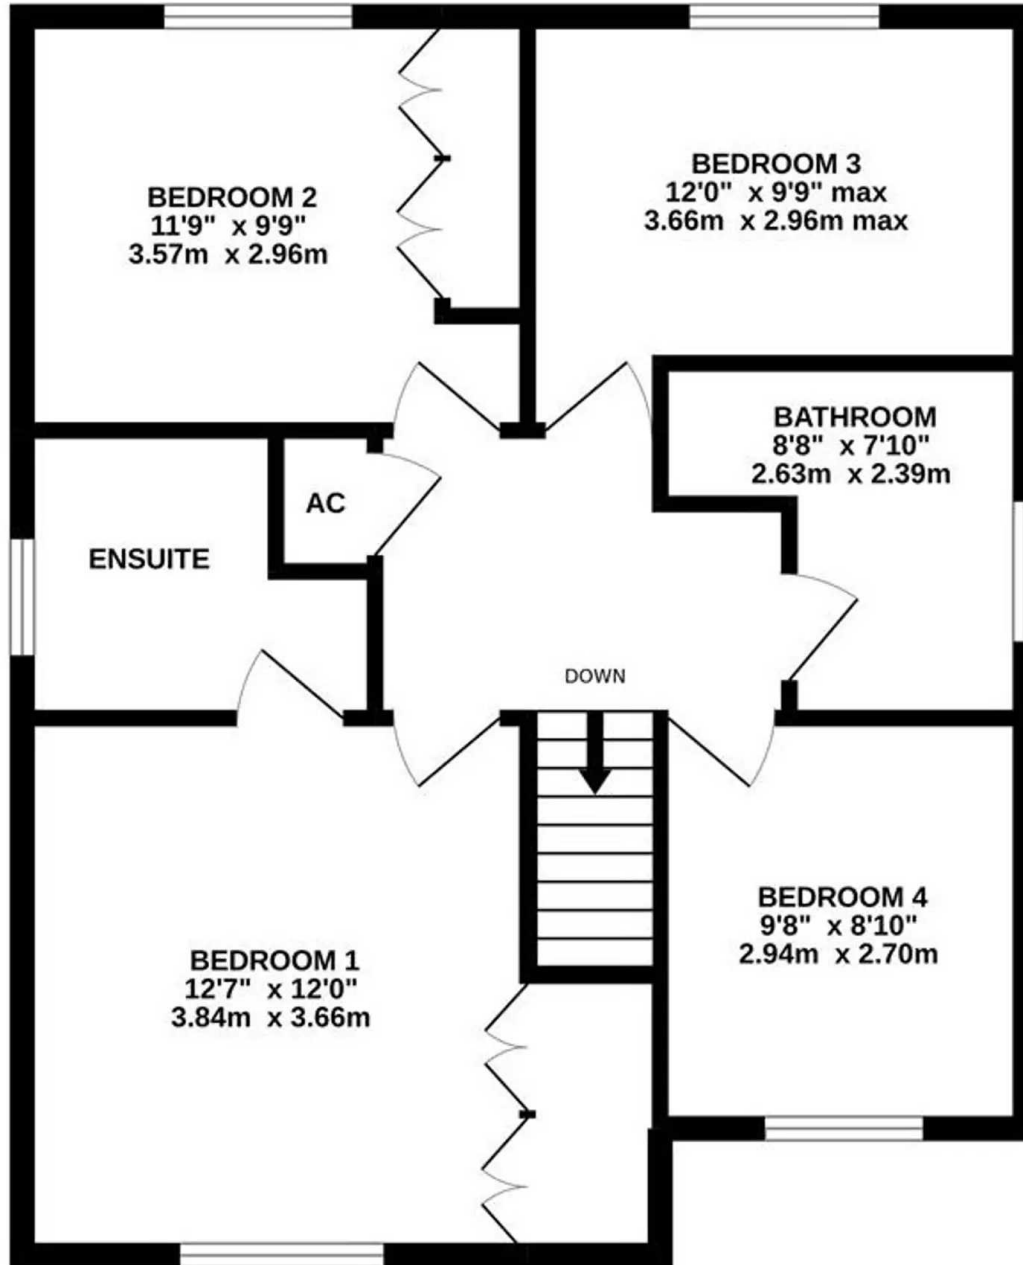 BEDROOM 2
11'9" x 9'9"
3.57m x 2.96m
BEDROOM 3
12'0" x 9'9" max
3.66m x 2.96m max
BATHROOM
8'8" x 7'10"
2.63m x 2.39m
AC
ENSUITE
DOWN
BEDROOM 1
12'7" x 12'0"
3.84m x 3.66m
BEDROOM 4
9'8" x 8'10"
2.94m x 2.70m